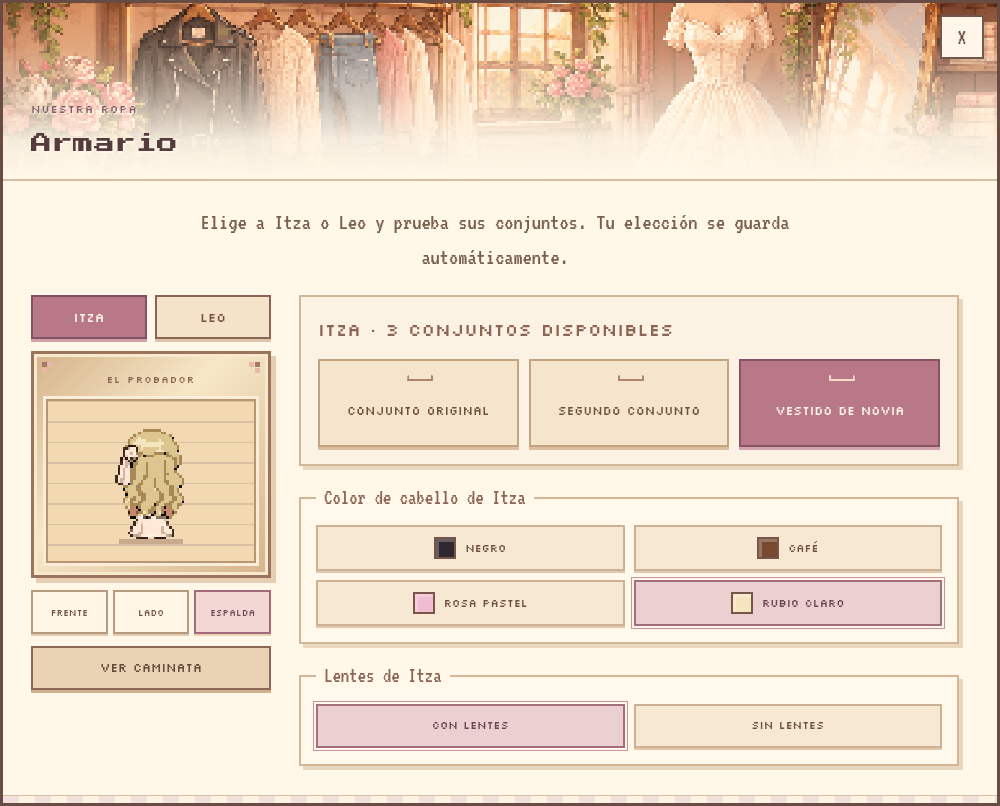 NUESTRA ROPA
Armario
X
Elige a Itza o Leo y prueba sus conjuntos. Tu elección se guarda
automáticamente.
ITZA
LEO
EL PROBADOR
FRENTE
LADO
ESPALDA
VER CAMINATA
ITZA · 3 CONJUNTOS DISPONIBLES
CONJUNTO ORIGINAL
SEGUNDO CONJUNTO
VESTIDO DE NOVIA
Color de cabello de Itza
NEGRO
CAFÉ
ROSA PASTEL
RUBIO CLARO
Lentes de Itza
CON LENTES
SIN LENTES